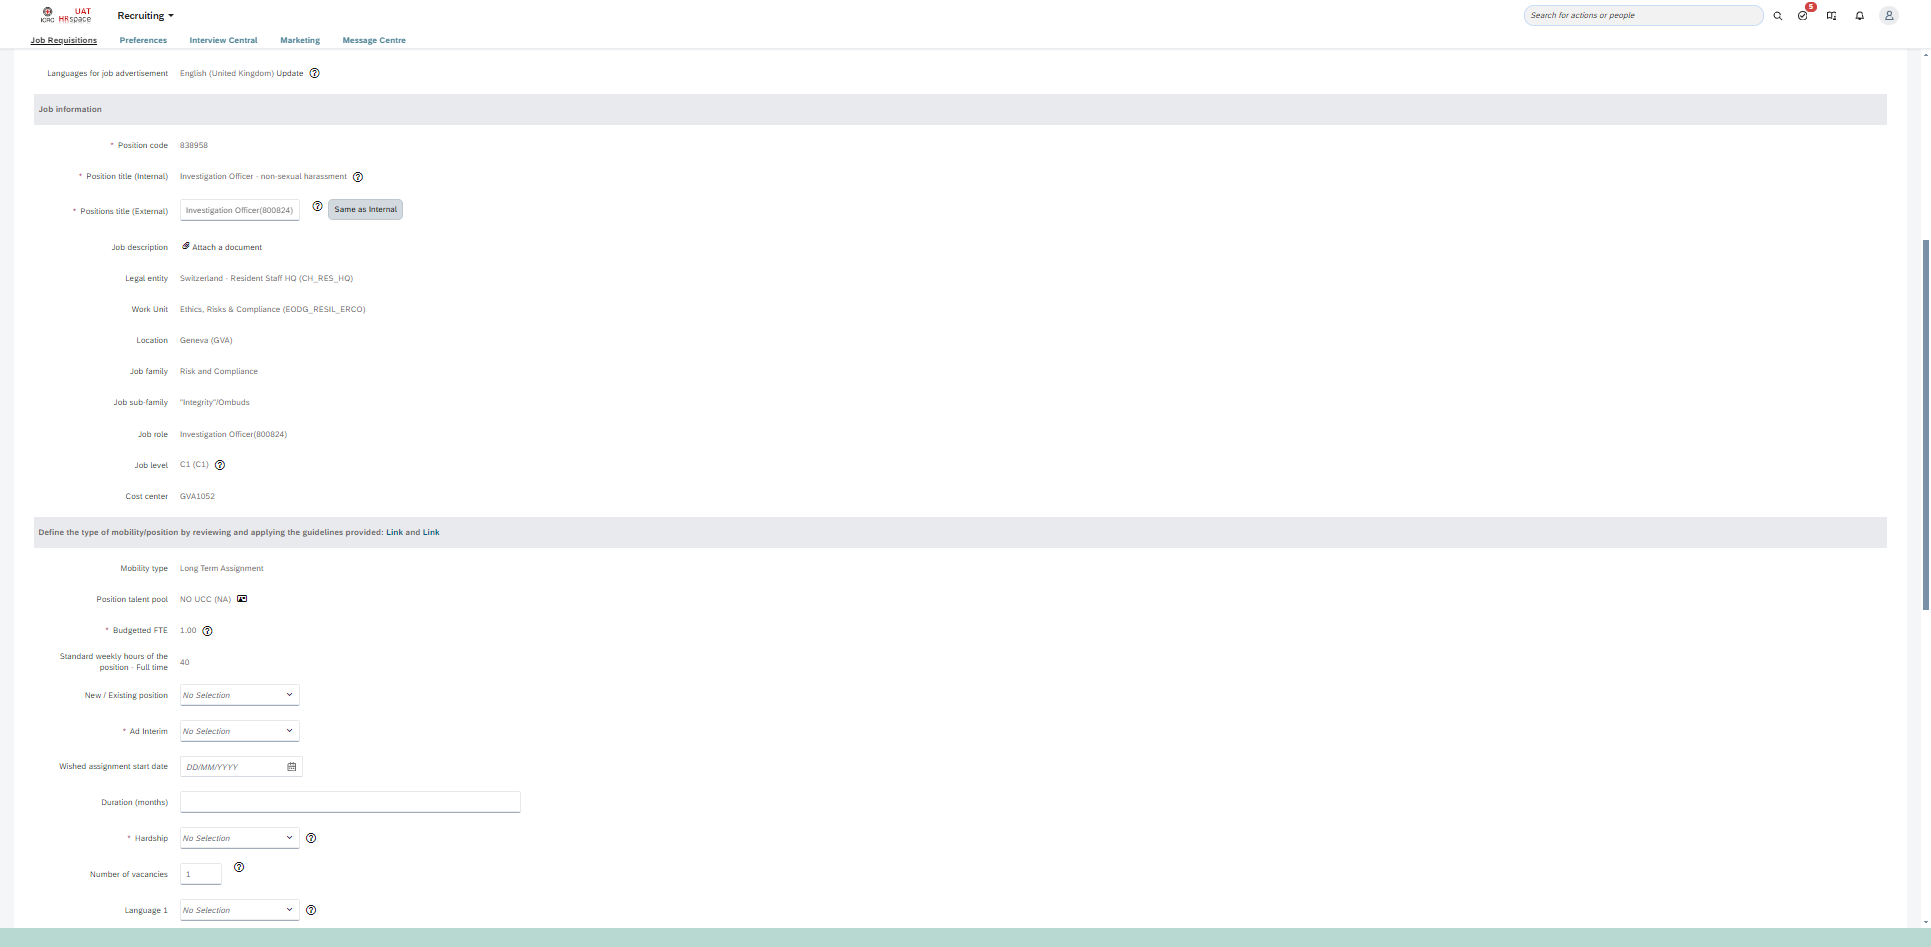 ICRC UAT HRspace
Recruiting
Search for actions or people
5
Job Requisitions Preferences Interview Central Marketing Message Centre
Languages for job advertisement English (United Kingdom) Update
Job information
* Position code 838958
* Position title (Internal) Investigation Officer - non-sexual harassment
* Positions title (External) Investigation Officer(800824) Same as Internal
Job description Attach a document
Legal entity Switzerland - Resident Staff HQ (CH_RES_HQ)
Work Unit Ethics, Risks & Compliance (EODG_RESIL_ERCO)
Location Geneva (GVA)
Job family Risk and Compliance
Job sub-family "Integrity"/Ombuds
Job role Investigation Officer(800824)
Job level C1 (C1)
Cost center GVA1052
Define the type of mobility/position by reviewing and applying the guidelines provided: Link and Link
Mobility type Long Term Assignment
Position talent pool NO UCC (NA)
* Budgetted FTE 1.00
Standard weekly hours of the
position - Full time 40
New / Existing position No Selection
* Ad Interim No Selection
Wished assignment start date DD/MM/YYYY
Duration (months)
* Hardship No Selection
Number of vacancies 1
Language 1 No Selection